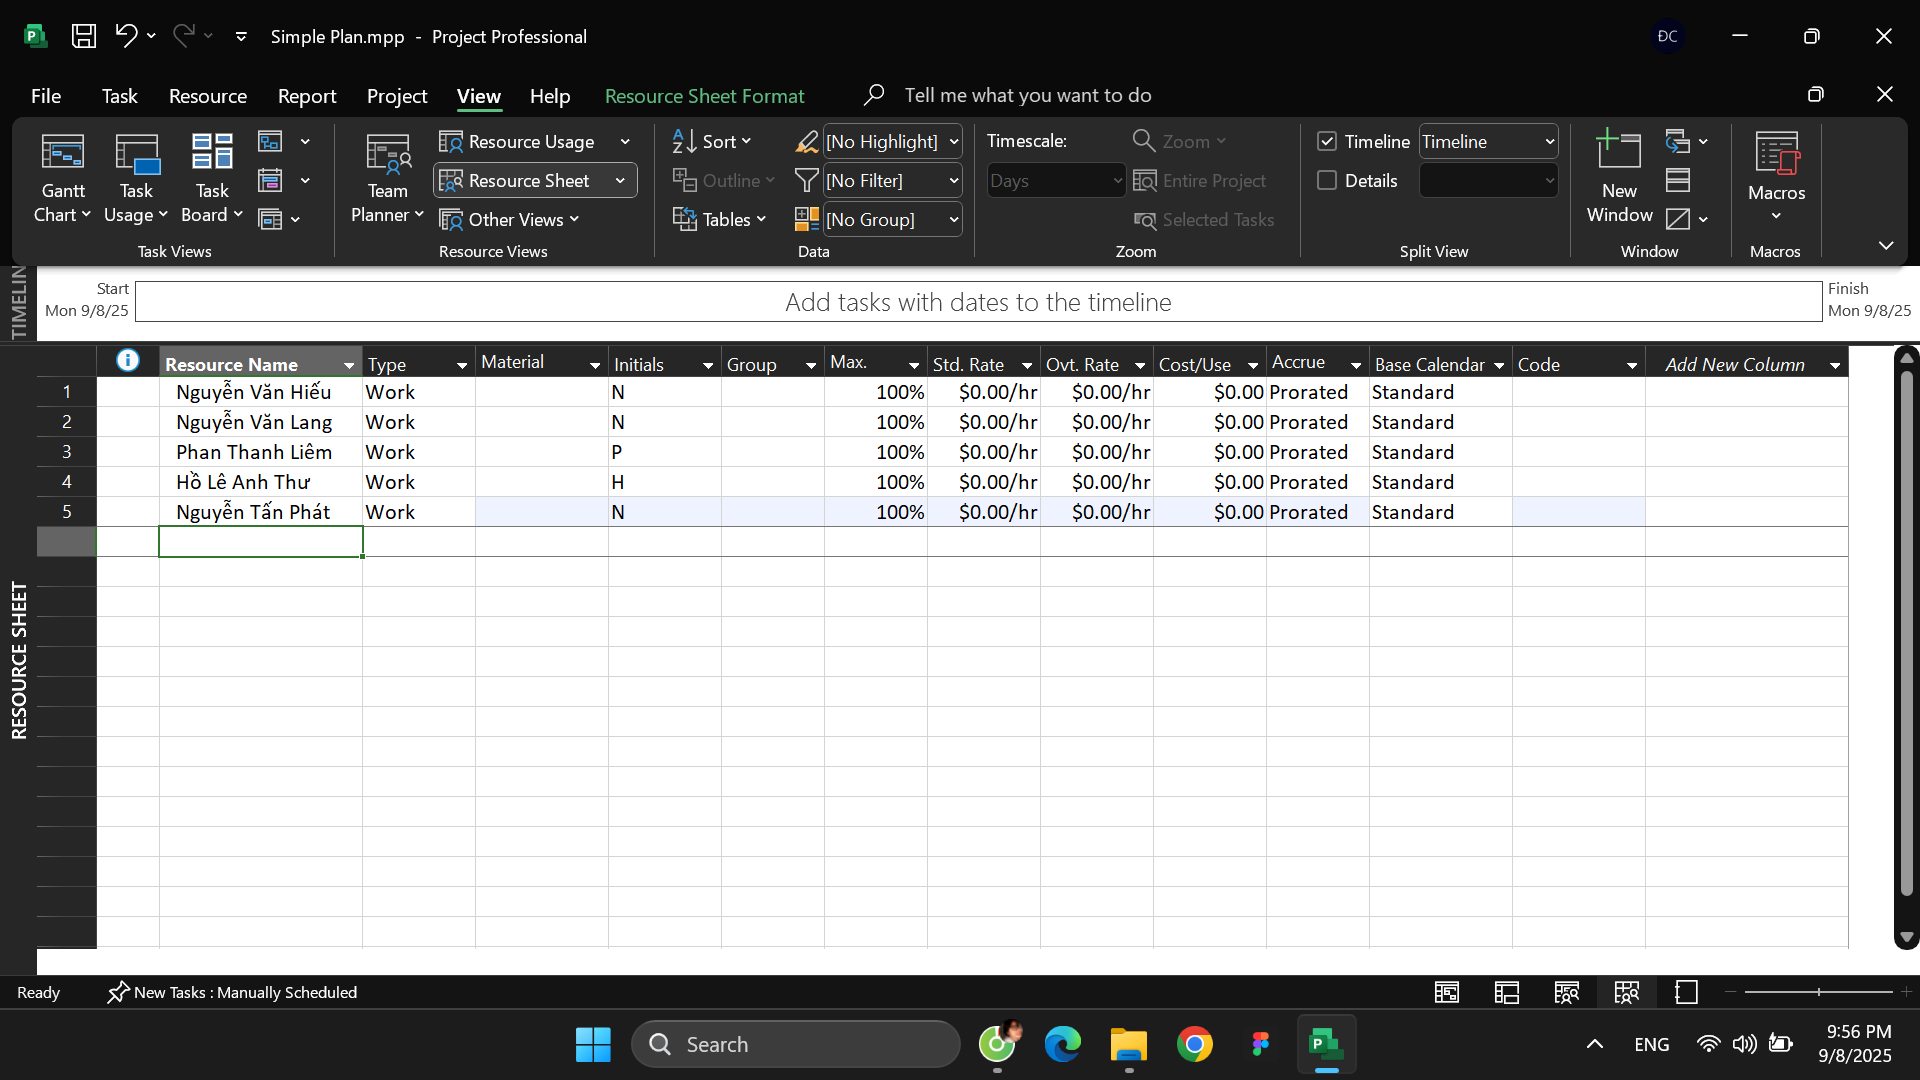 Simple Plan.mpp - Project Professional
ĐC
File Task Resource Report Project View Help Resource Sheet Format Tell me what you want to do
Gantt Chart
Task Usage
Task Board
Task Views
Team Planner
Resource Usage
Resource Sheet
Other Views
Resource Views
Sort
Outline
Tables
[No Highlight]
[No Filter]
[No Group]
Data
Timescale:
Days
Zoom
Entire Project
Selected Tasks
Zoom
Timeline Timeline
Details
Split View
New Window
Window
Macros
Macros
TIMELIN
Start
Mon 9/8/25
Add tasks with dates to the timeline
Finish
Mon 9/8/25
RESOURCE SHEET
Resource Name Type Material Initials Group Max. Std. Rate Ovt. Rate Cost/Use Accrue Base Calendar Code Add New Column
1 Nguyễn Văn Hiếu Work N 100% $0.00/hr $0.00/hr $0.00 Prorated Standard
2 Nguyễn Văn Lang Work N 100% $0.00/hr $0.00/hr $0.00 Prorated Standard
3 Phan Thanh Liêm Work P 100% $0.00/hr $0.00/hr $0.00 Prorated Standard
4 Hồ Lê Anh Thư Work H 100% $0.00/hr $0.00/hr $0.00 Prorated Standard
5 Nguyễn Tấn Phát Work N 100% $0.00/hr $0.00/hr $0.00 Prorated Standard
Ready New Tasks : Manually Scheduled
Search
ENG
9:56 PM
9/8/2025